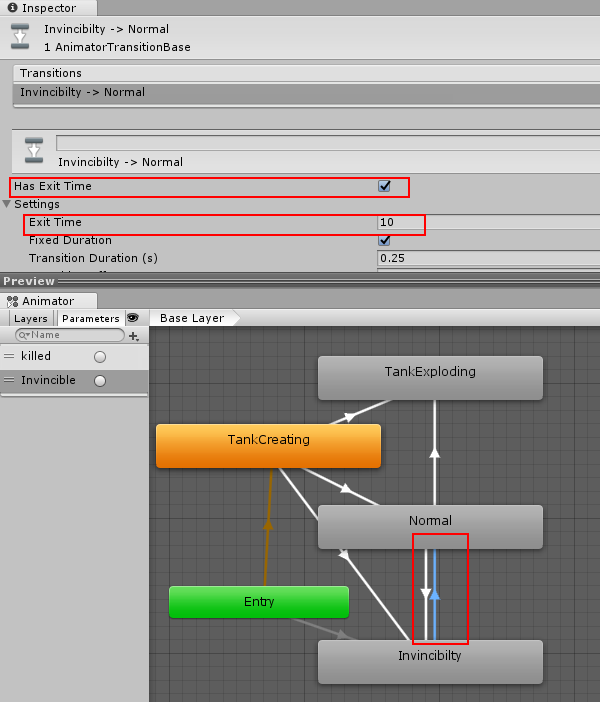 Inspector
Invincibilty -> Normal
1 AnimatorTransitionBase
Transitions
Invincibilty -> Normal
Invincibilty -> Normal
Has Exit Time
Settings
Exit Time 10
Fixed Duration
Transition Duration (s) 0.25
Preview
Animator
Layers Parameters Base Layer
Name
killed
Invincible
TankExploding
TankCreating
Normal
Entry
Invincibilty